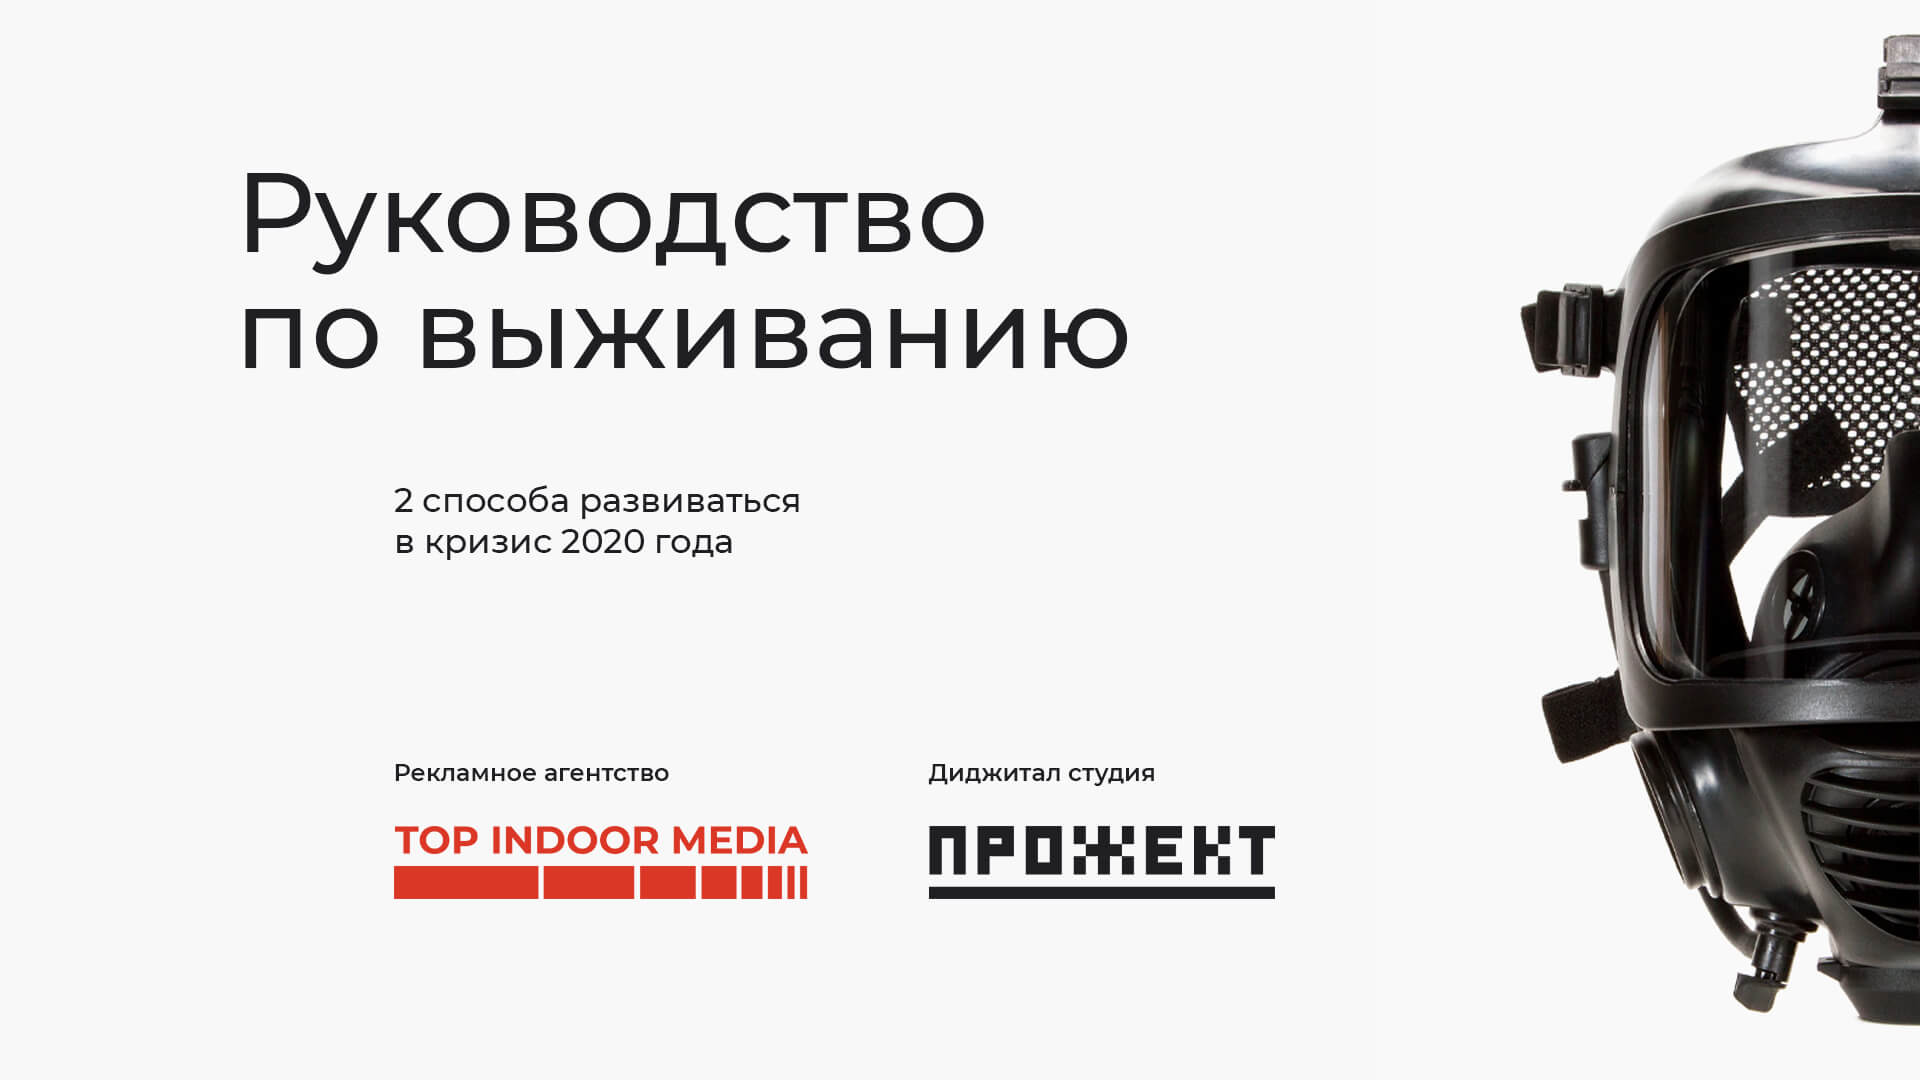 Руководство
по выживанию
2 способа развиваться
в кризис 2020 года
Рекламное агентство
TOP INDOOR MEDIA
Диджитал студия
ПРОЖЕКТ